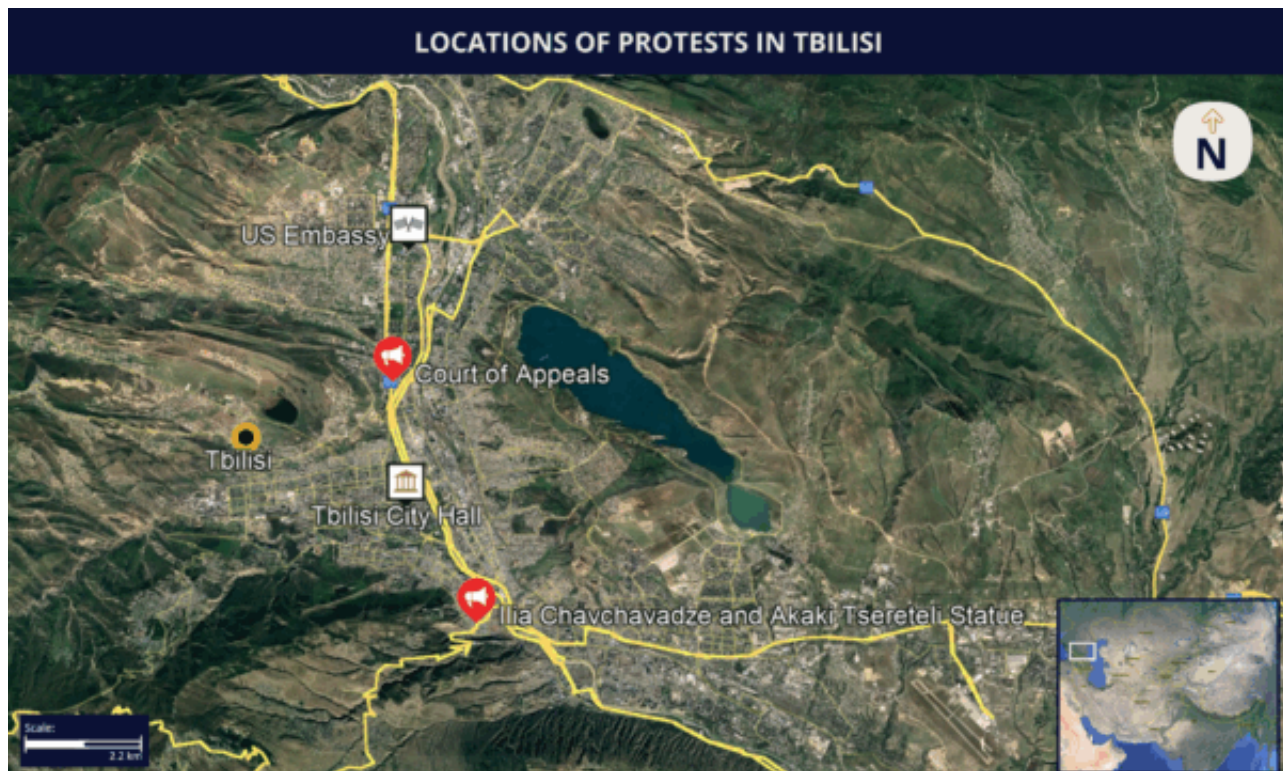 LOCATIONS OF PROTESTS IN TBILISI
N
US Embassy
Court of Appeals
Tbilisi
Tbilisi City Hall
Ilia Chavchavadze and Akaki Tsereteli Statue
Scale:
2.2 km